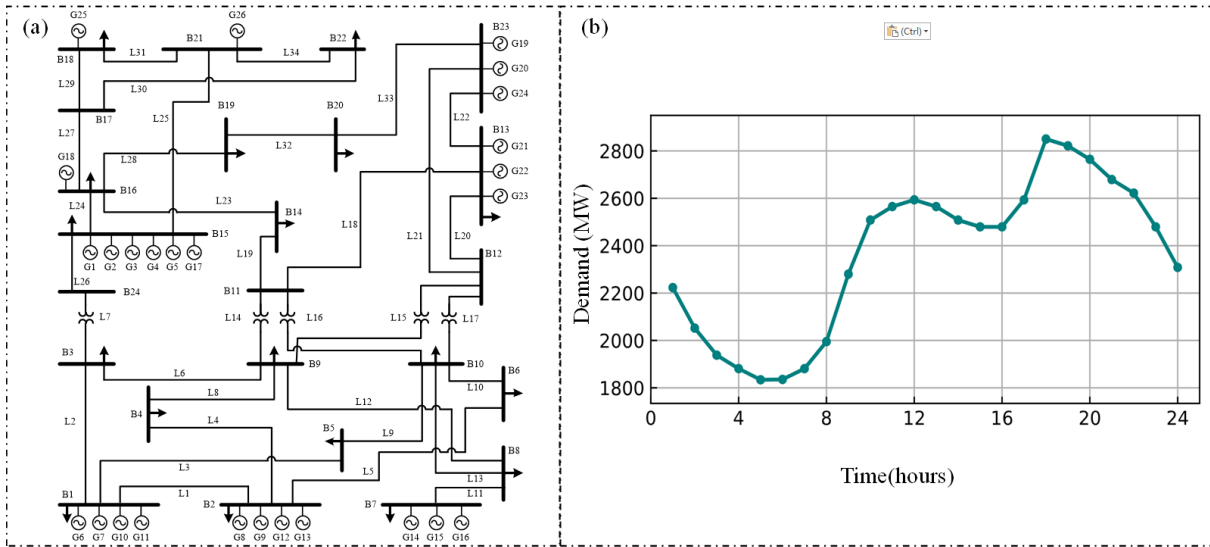 (a)
G25
G26
B23
B21
B22
G19
L31
L34
B18
G20
L29
L30
G24
L33
B17
B19
B20
L25
L22
B13
L27
G21
L32
G18
L28
G22
B16
L23
B14
G23
L24
L18
B15
L21
L20
L19
B12
G1 G2 G3 G4 G5 G17
L26
B24
B11
L7
L14
L16
L15
L17
B3
B9
B10
B6
L6
L10
L8
L12
B4
L2
L4
B5
L9
B8
L3
L5
L13
B1
L1
B2
B7
L11
G6 G7 G10 G11
G8 G9 G12 G13
G14 G15 G16
(b)
(Ctrl)
Demand (MW)
2800
2600
2400
2200
2000
1800
0 4 8 12 16 20 24
Time(hours)